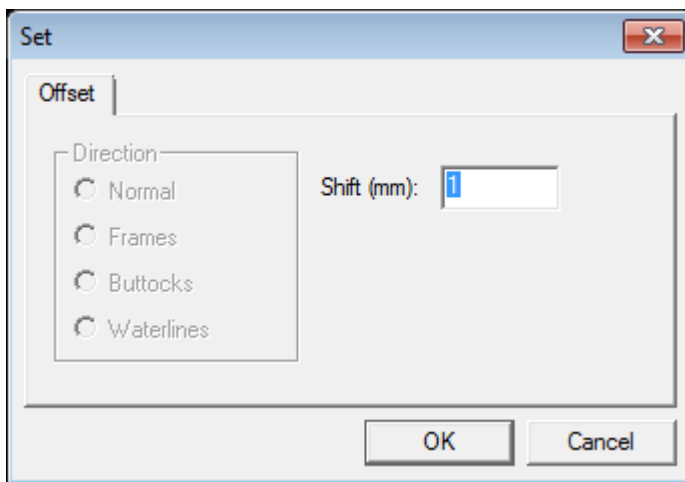 Set
Offset
Direction
Normal
Frames
Buttocks
Waterlines
Shift (mm): 1
OK
Cancel